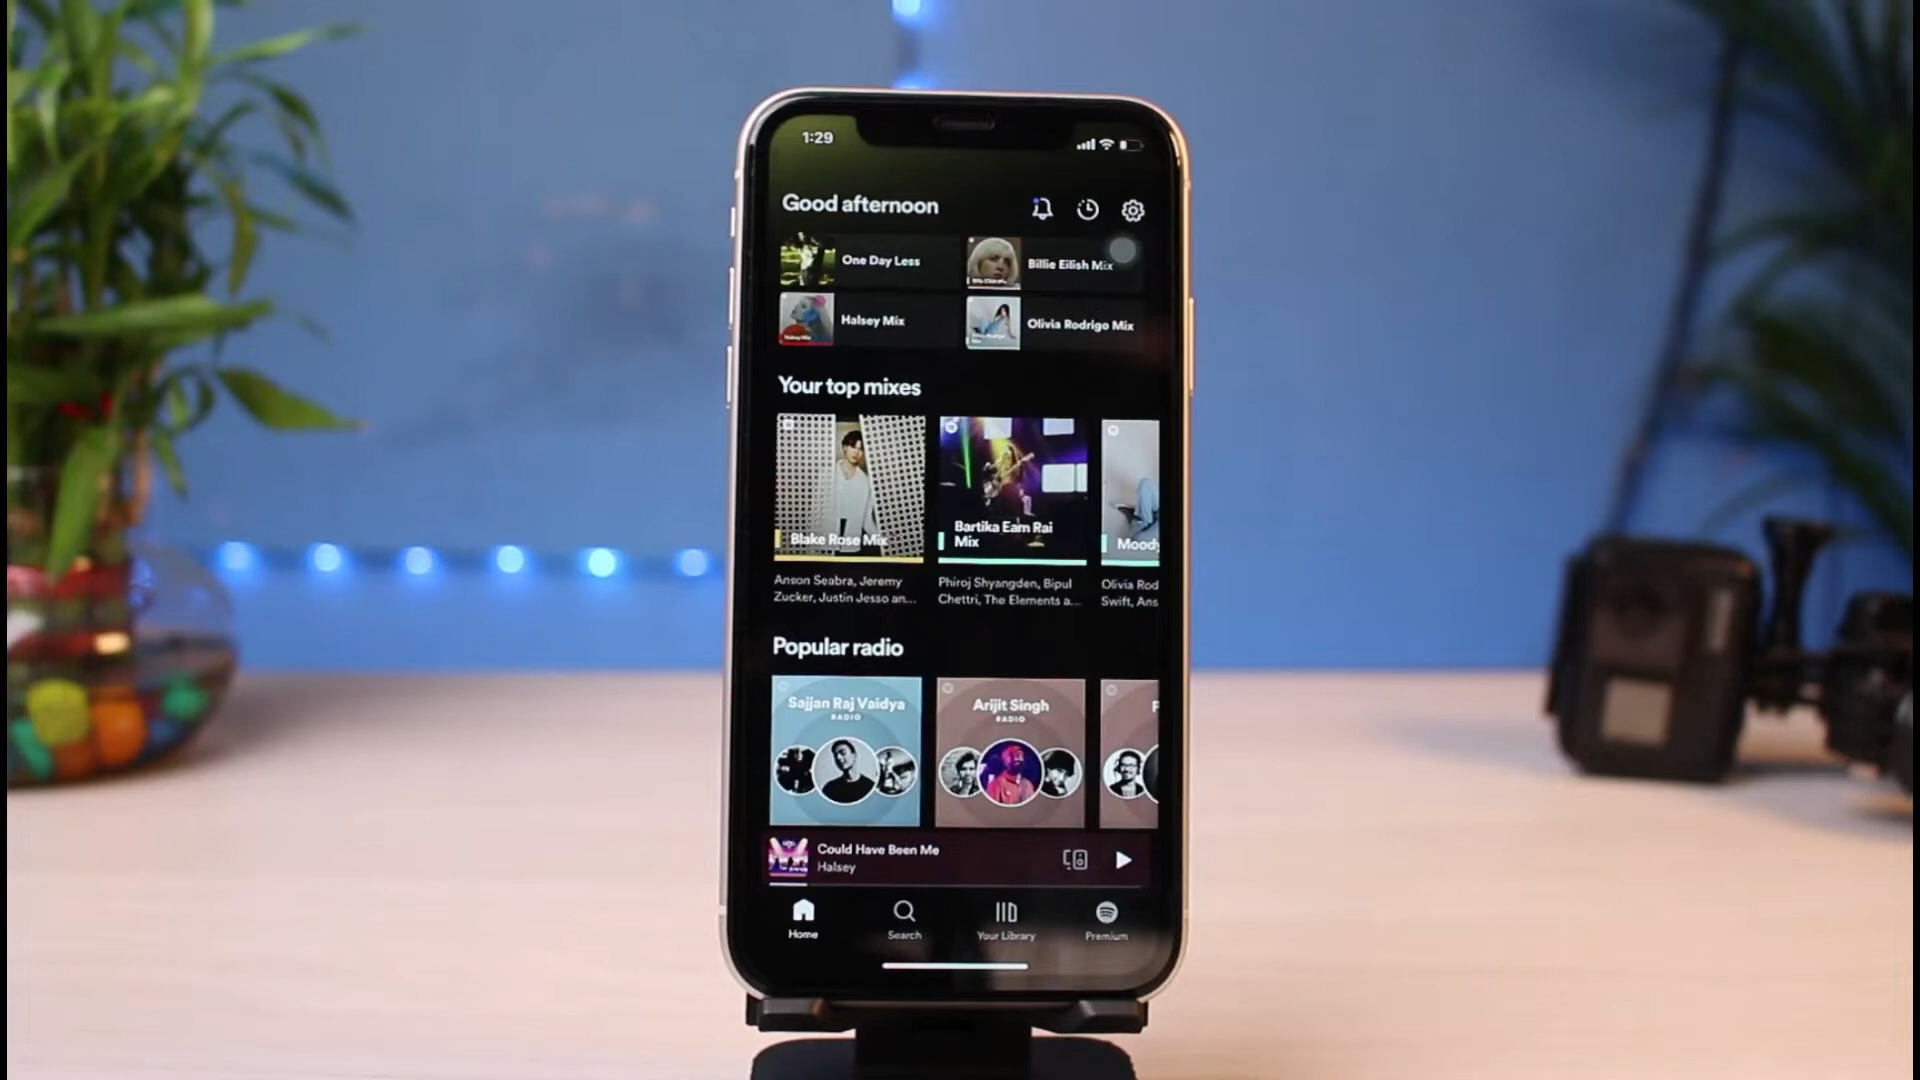 1:29
Good afternoon
One Day Less
Billie Eilish Mix
Halsey Mix
Olivia Rodrigo Mix
Your top mixes
Blake Rose Mix
Bartika Eam Rai
Mix
Moody
Anson Seabra, Jeremy
Zucker, Justin Jesso an...
Phiroj Shyangden, Bipul
Chettri, The Elements a...
Olivia Rod
Swift, Ans
Popular radio
Sajjan Raj Vaidya
RADIO
Arijit Singh
RADIO
Could Have Been Me
Halsey
Home
Search
Your Library
Premium